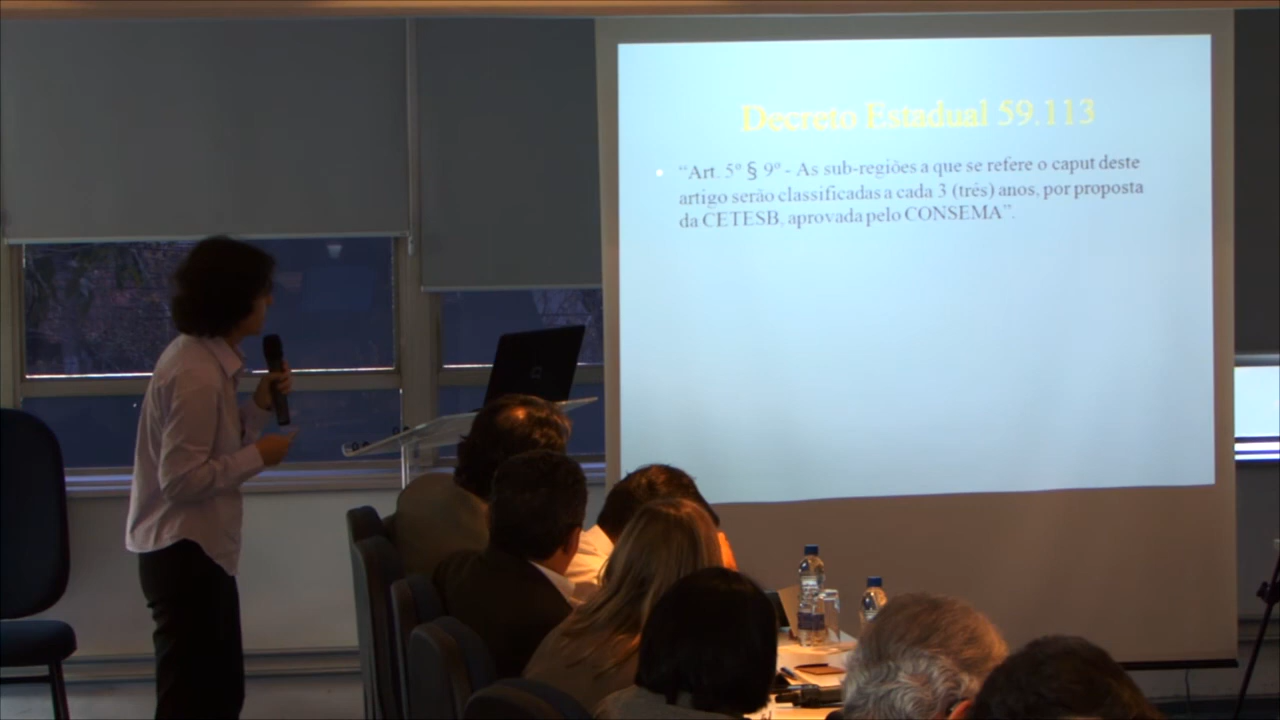 Decreto Estadual 59.113
“Art. 5º § 9º - As sub-regiões a que se refere o caput deste
artigo serão classificadas a cada 3 (três) anos, por proposta
da CETESB, aprovada pelo CONSEMA”.